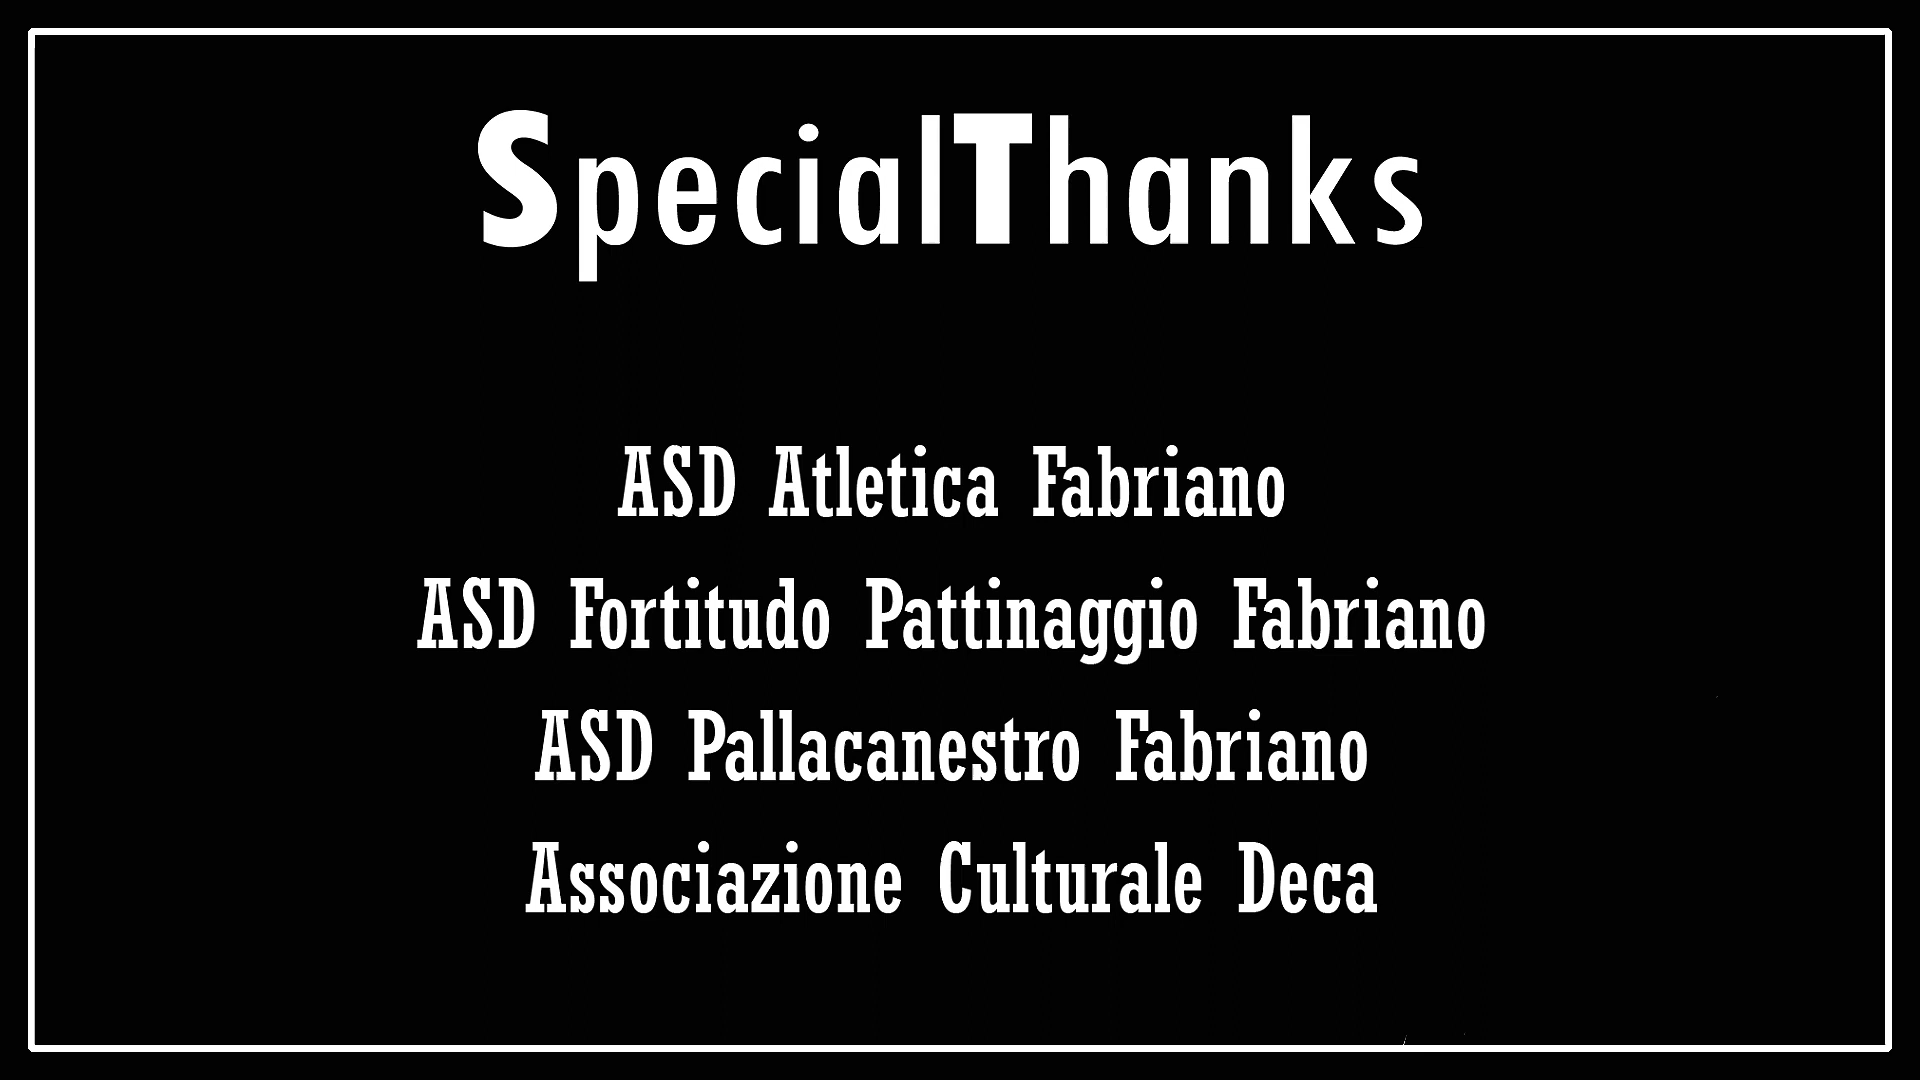 SpecialThanks
ASD Atletica Fabriano
ASD Fortitudo Pattinaggio Fabriano
ASD Pallacanestro Fabriano
Associazione Culturale Deca